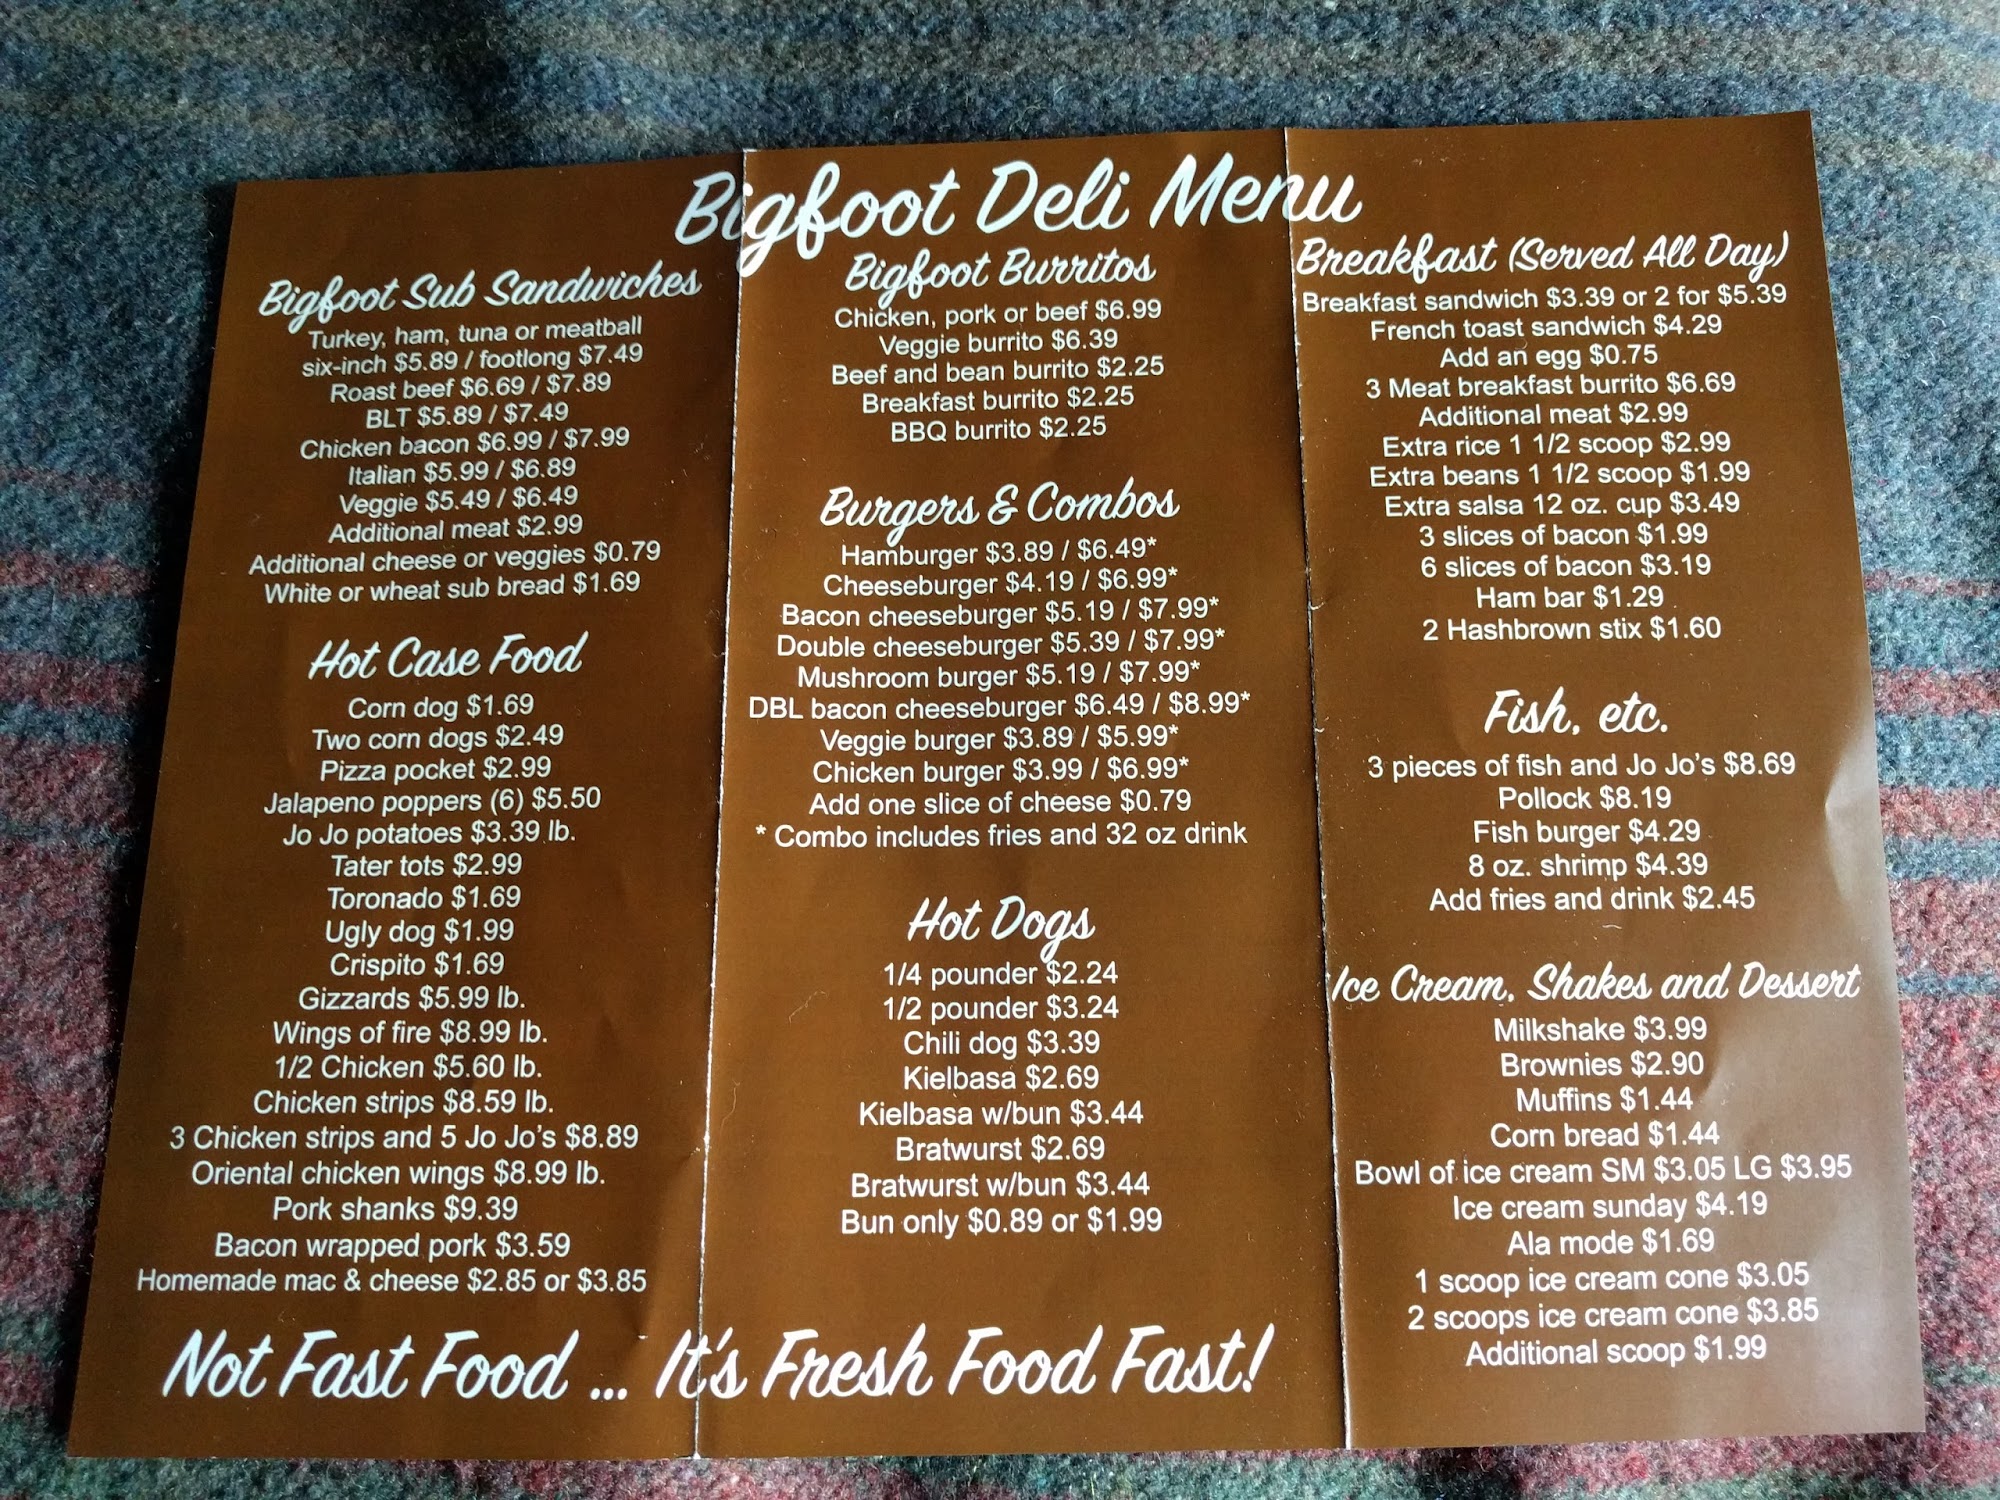 Bigfoot Deli Menu
Bigfoot Sub Sandwiches
Turkey, ham, tuna or meatball
six-inch $5.89 / footlong $7.49
Roast beef $6.69 / $7.89
BLT $5.89 / $7.49
Chicken bacon $6.99 / $7.99
Italian $5.99 / $6.89
Veggie $5.49 / $6.49
Additional meat $2.99
Additional cheese or veggies $0.79
White or wheat sub bread $1.69
Hot Case Food
Corn dog $1.69
Two corn dogs $2.49
Pizza pocket $2.99
Jalapeno poppers (6) $5.50
Jo Jo potatoes $3.39 lb.
Tater tots $2.99
Toronado $1.69
Ugly dog $1.99
Crispito $1.69
Gizzards $5.99 lb.
Wings of fire $8.99 lb.
1/2 Chicken $5.60 lb.
Chicken strips $8.59 lb.
3 Chicken strips and 5 Jo Jo's $8.89
Oriental chicken wings $8.99 lb.
Pork shanks $9.39
Bacon wrapped pork $3.59
Homemade mac & cheese $2.85 or $3.85
Bigfoot Burritos
Chicken, pork or beef $6.99
Veggie burrito $6.39
Beef and bean burrito $2.25
Breakfast burrito $2.25
BBQ burrito $2.25
Burgers & Combos
Hamburger $3.89 / $6.49*
Cheeseburger $4.19 / $6.99*
Bacon cheeseburger $5.19 / $7.99*
Double cheeseburger $5.39 / $7.99*
Mushroom burger $5.19 / $7.99*
DBL bacon cheeseburger $6.49 / $8.99*
Veggie burger $3.89 / $5.99*
Chicken burger $3.99 / $6.99*
Add one slice of cheese $0.79
* Combo includes fries and 32 oz drink
Hot Dogs
1/4 pounder $2.24
1/2 pounder $3.24
Chili dog $3.39
Kielbasa $2.69
Kielbasa w/bun $3.44
Bratwurst $2.69
Bratwurst w/bun $3.44
Bun only $0.89 or $1.99
Breakfast (Served All Day)
Breakfast sandwich $3.39 or 2 for $5.39
French toast sandwich $4.29
Add an egg $0.75
3 Meat breakfast burrito $6.69
Additional meat $2.99
Extra rice 1 1/2 scoop $2.99
Extra beans 1 1/2 scoop $1.99
Extra salsa 12 oz. cup $3.49
3 slices of bacon $1.99
6 slices of bacon $3.19
Ham bar $1.29
2 Hashbrown stix $1.60
Fish, etc.
3 pieces of fish and Jo Jo's $8.69
Pollock $8.19
Fish burger $4.29
8 oz. shrimp $4.39
Add fries and drink $2.45
Ice Cream, Shakes and Dessert
Milkshake $3.99
Brownies $2.90
Muffins $1.44
Corn bread $1.44
Bowl of ice cream SM $3.05 LG $3.95
Ice cream sunday $4.19
Ala mode $1.69
1 scoop ice cream cone $3.05
2 scoops ice cream cone $3.85
Additional scoop $1.99
Not Fast Food ... It's Fresh Food Fast!